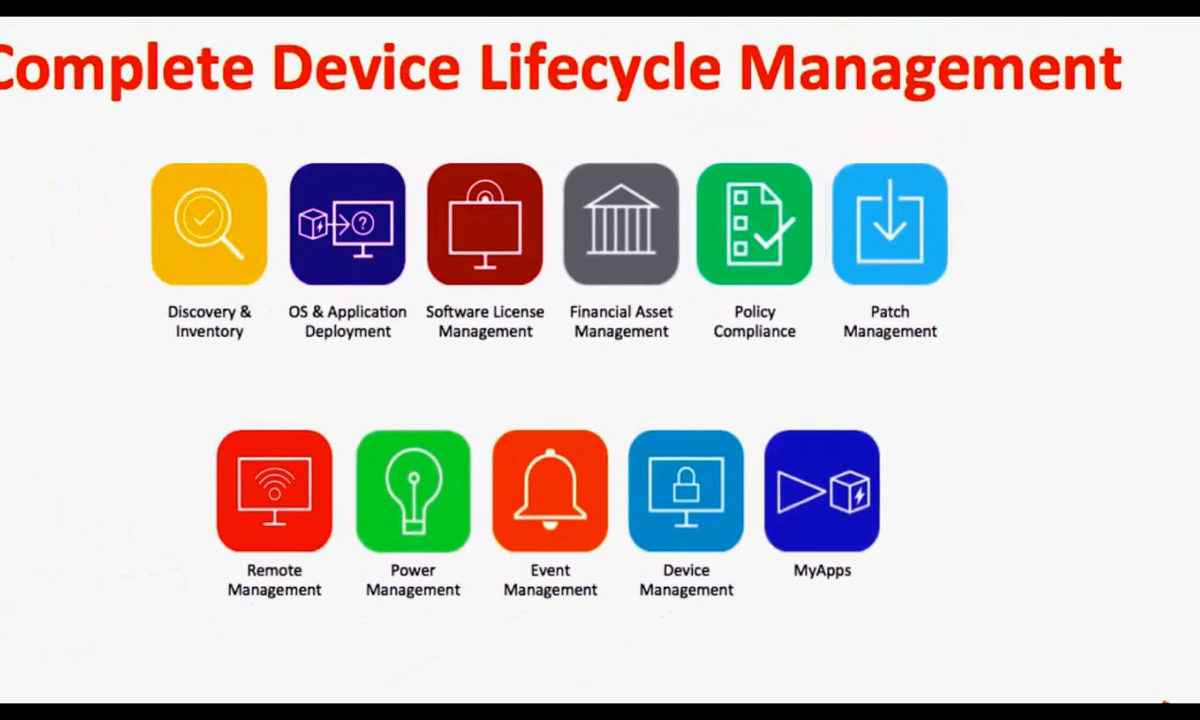 Complete Device Lifecycle Management
Discovery &
Inventory
OS & Application
Deployment
Software License
Management
Financial Asset
Management
Policy
Compliance
Patch
Management
Remote
Management
Power
Management
Event
Management
Device
Management
MyApps